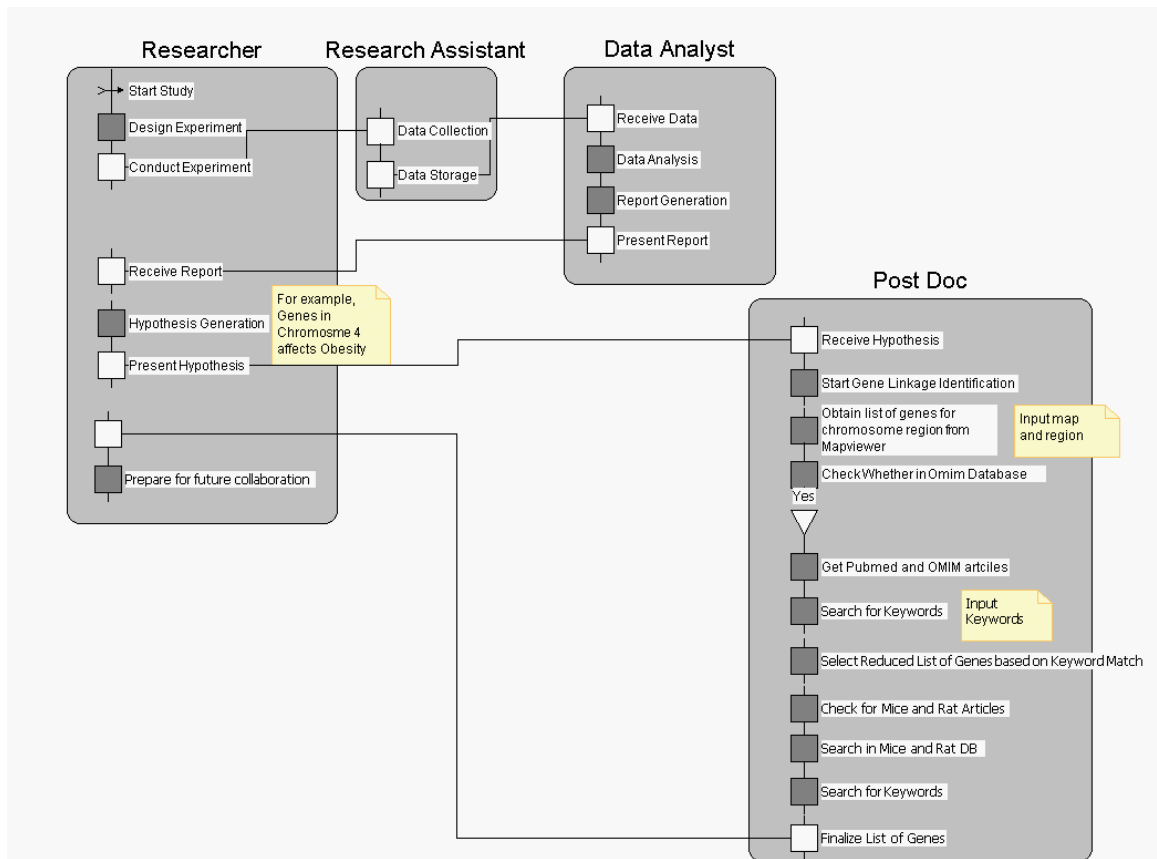 Researcher
Start Study
Design Experiment
Conduct Experiment
Receive Report
Hypothesis Generation
For example,
Genes in
Chromosme 4
affects Obesity
Present Hypothesis
Prepare for future collaboration
Research Assistant
Data Collection
Data Storage
Data Analyst
Receive Data
Data Analysis
Report Generation
Present Report
Post Doc
Receive Hypothesis
Start Gene Linkage Identification
Obtain list of genes for
chromosome region from
Mapviewer
Input map
and region
Check Whether in Omim Database
Yes
Get Pubmed and OMIM artciles
Search for Keywords
Input
Keywords
Select Reduced List of Genes based on Keyword Match
Check for Mice and Rat Articles
Search in Mice and Rat DB
Search for Keywords
Finalize List of Genes